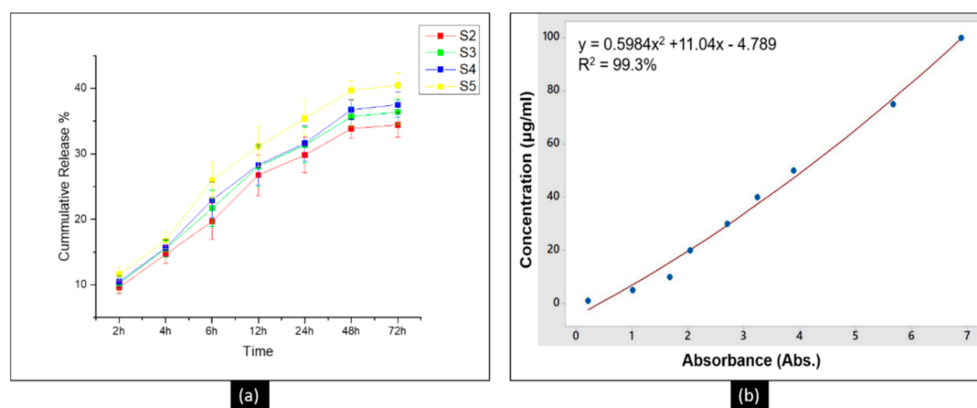 S2
S3
S4
S5
40
30
20
10
Cummulative Release %
2h 4h 6h 12h 24h 48h 72h
Time
(a)
y = 0.5984x² +11.04x - 4.789
R² = 99.3%
100
80
60
40
20
0
Concentration (µg/ml)
0 1 2 3 4 5 6 7
Absorbance (Abs.)
(b)